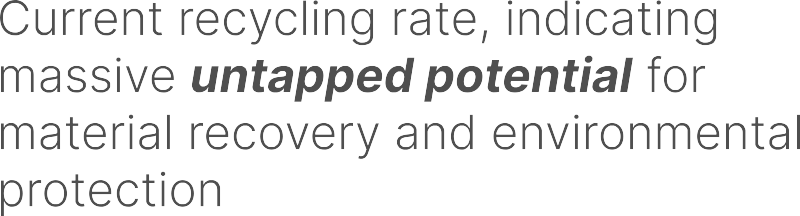 Current recycling rate, indicating
massive untapped potential for
material recovery and environmental
protection